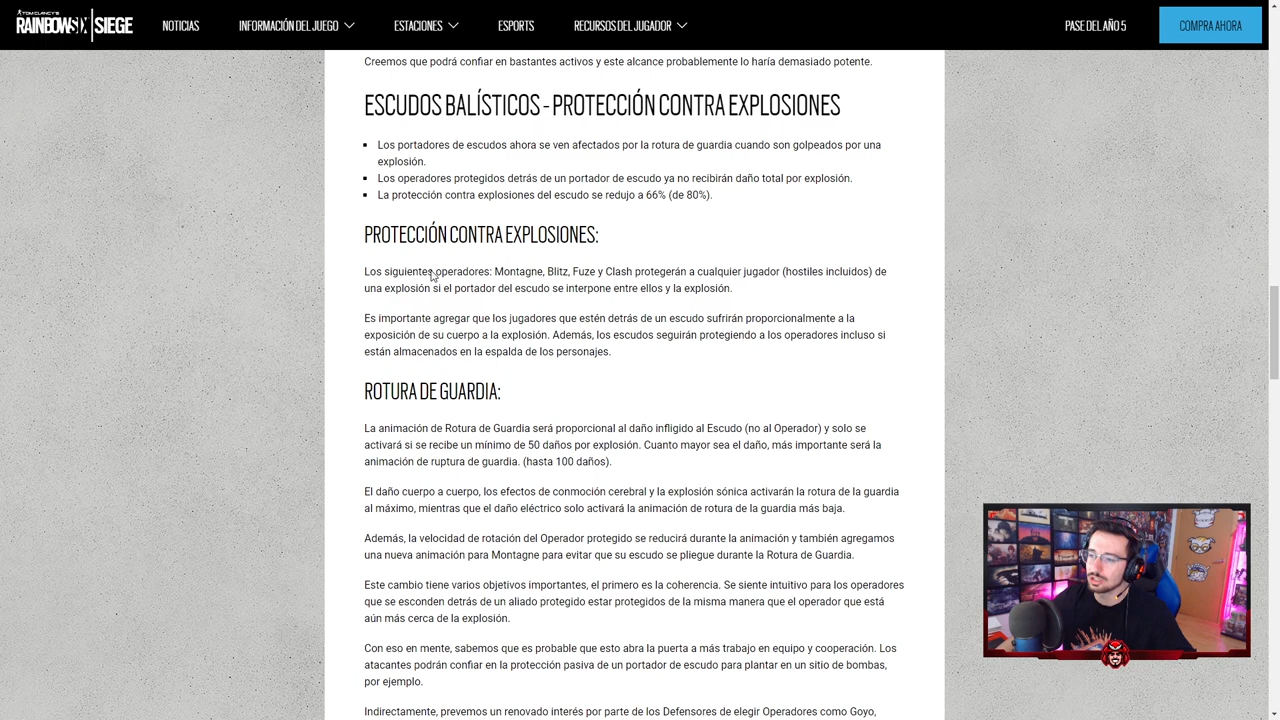 TOM CLANCY'S
RAINBOWSIX | SIEGE
NOTICIAS
INFORMACIÓN DEL JUEGO
ESTACIONES
ESPORTS
RECURSOS DEL JUGADOR
PASE DEL AÑO 5
COMPRA AHORA
Creemos que podrá confiar en bastantes activos y este alcance probablemente lo haría demasiado potente.
ESCUDOS BALÍSTICOS - PROTECCIÓN CONTRA EXPLOSIONES
▪ Los portadores de escudos ahora se ven afectados por la rotura de guardia cuando son golpeados por una
explosión.
▪ Los operadores protegidos detrás de un portador de escudo ya no recibirán daño total por explosión.
▪ La protección contra explosiones del escudo se redujo a 66% (de 80%).
PROTECCIÓN CONTRA EXPLOSIONES:
Los siguientes operadores: Montagne, Blitz, Fuze y Clash protegerán a cualquier jugador (hostiles incluidos) de
una explosión si el portador del escudo se interpone entre ellos y la explosión.
Es importante agregar que los jugadores que estén detrás de un escudo sufrirán proporcionalmente a la
exposición de su cuerpo a la explosión. Además, los escudos seguirán protegiendo a los operadores incluso si
están almacenados en la espalda de los personajes.
ROTURA DE GUARDIA:
La animación de Rotura de Guardia será proporcional al daño infligido al Escudo (no al Operador) y solo se
activará si se recibe un mínimo de 50 daños por explosión. Cuanto mayor sea el daño, más importante será la
animación de ruptura de guardia. (hasta 100 daños).
El daño cuerpo a cuerpo, los efectos de conmoción cerebral y la explosión sónica activarán la rotura de la guardia
al máximo, mientras que el daño eléctrico solo activará la animación de rotura de la guardia más baja.
Además, la velocidad de rotación del Operador protegido se reducirá durante la animación y también agregamos
una nueva animación para Montagne para evitar que su escudo se pliegue durante la Rotura de Guardia.
Este cambio tiene varios objetivos importantes, el primero es la coherencia. Se siente intuitivo para los operadores
que se esconden detrás de un aliado protegido estar protegidos de la misma manera que el operador que está
aún más cerca de la explosión.
Con eso en mente, sabemos que es probable que esto abra la puerta a más trabajo en equipo y cooperación. Los
atacantes podrán confiar en la protección pasiva de un portador de escudo para plantar en un sitio de bombas,
por ejemplo.
Indirectamente, prevemos un renovado interés por parte de los Defensores de elegir Operadores como Goyo,